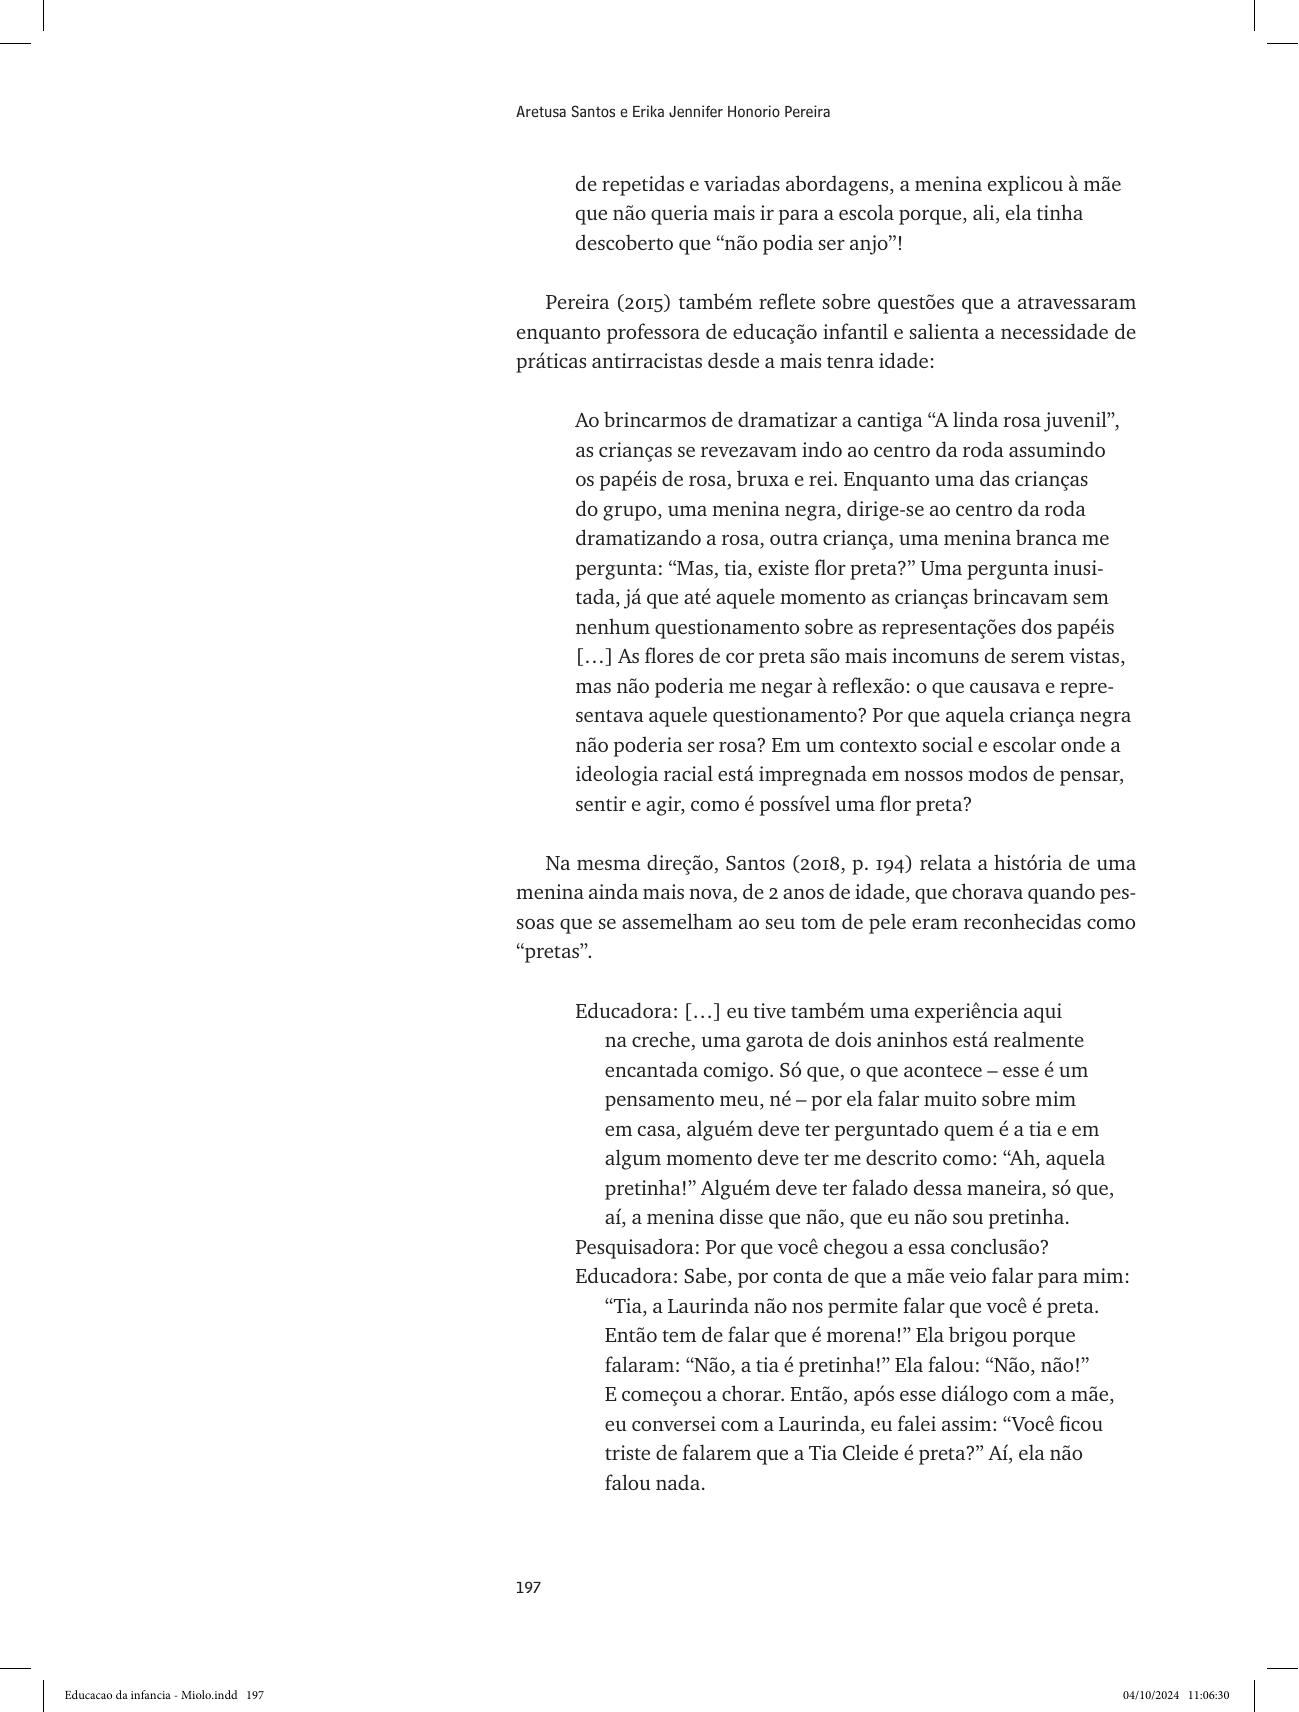 Aretusa Santos e Erika Jennifer Honorio Pereira
de repetidas e variadas abordagens, a menina explicou à mãe
que não queria mais ir para a escola porque, ali, ela tinha
descoberto que “não podia ser anjo”!
Pereira (2015) também reflete sobre questões que a atravessaram
enquanto professora de educação infantil e salienta a necessidade de
práticas antirracistas desde a mais tenra idade:
Ao brincarmos de dramatizar a cantiga “A linda rosa juvenil”,
as crianças se revezavam indo ao centro da roda assumindo
os papéis de rosa, bruxa e rei. Enquanto uma das crianças
do grupo, uma menina negra, dirige-se ao centro da roda
dramatizando a rosa, outra criança, uma menina branca me
pergunta: “Mas, tia, existe flor preta?” Uma pergunta inusi-
tada, já que até aquele momento as crianças brincavam sem
nenhum questionamento sobre as representações dos papéis
[…] As flores de cor preta são mais incomuns de serem vistas,
mas não poderia me negar à reflexão: o que causava e repre-
sentava aquele questionamento? Por que aquela criança negra
não poderia ser rosa? Em um contexto social e escolar onde a
ideologia racial está impregnada em nossos modos de pensar,
sentir e agir, como é possível uma flor preta?
Na mesma direção, Santos (2018, p. 194) relata a história de uma
menina ainda mais nova, de 2 anos de idade, que chorava quando pes-
soas que se assemelham ao seu tom de pele eram reconhecidas como
“pretas”.
Educadora: […] eu tive também uma experiência aqui
na creche, uma garota de dois aninhos está realmente
encantada comigo. Só que, o que acontece – esse é um
pensamento meu, né – por ela falar muito sobre mim
em casa, alguém deve ter perguntado quem é a tia e em
algum momento deve ter me descrito como: “Ah, aquela
pretinha!” Alguém deve ter falado dessa maneira, só que,
aí, a menina disse que não, que eu não sou pretinha.
Pesquisadora: Por que você chegou a essa conclusão?
Educadora: Sabe, por conta de que a mãe veio falar para mim:
“Tia, a Laurinda não nos permite falar que você é preta.
Então tem de falar que é morena!” Ela brigou porque
falaram: “Não, a tia é pretinha!” Ela falou: “Não, não!”
E começou a chorar. Então, após esse diálogo com a mãe,
eu conversei com a Laurinda, eu falei assim: “Você ficou
triste de falarem que a Tia Cleide é preta?” Aí, ela não
falou nada.
197
Educacao da infancia - Miolo.indd 197
04/10/2024 11:06:30